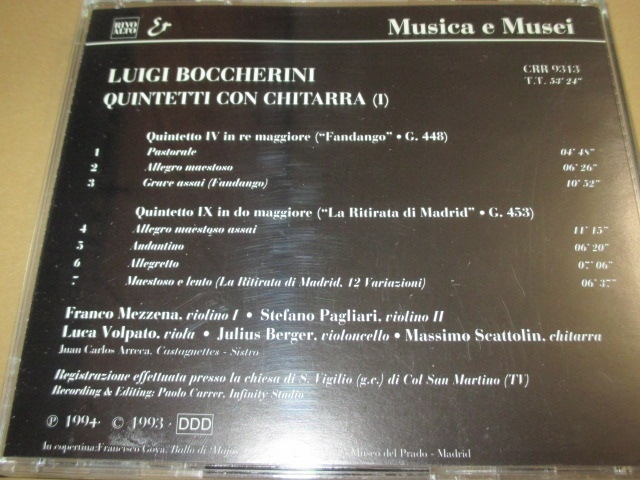 RIVO ALTO Er Musica e Musei
LUIGI BOCCHERINI CRR 9313
QUINTETTI CON CHITARRA (I) T.T. 53' 24"
Quintetto IV in re maggiore ("Fandango" • G. 448)
1 Pastorale 04' 48"
2 Allegro maestoso 06' 26"
3 Grave assai (Fandango) 10' 52"
Quintetto IX in do maggiore ("La Ritirata di Madrid" • G. 453)
4 Allegro maestoso assai 11' 15"
5 Andantino 06' 20"
6 Allegretto 07' 06"
7 Maestoso e lento (La Ritirata di Madrid. 12 Variazioni) 06' 37"
Franco Mezzena, violino I • Stefano Pagliari, violino II
Luca Volpato, viola • Julius Berger, violoncello • Massimo Scattolin, chitarra
Juan Carlos Arreca, Castagnettes - Sistro
Registrazione effettuata presso la chiesa di S. Vigilio (g.c.) di Col San Martino (TV)
Recording & Editing: Paolo Carrer, Infinity Studio
℗ 1994 · © 1993 · DDD
In copertina: Francisco Goya, Ballo di Majos Museo del Prado - Madrid